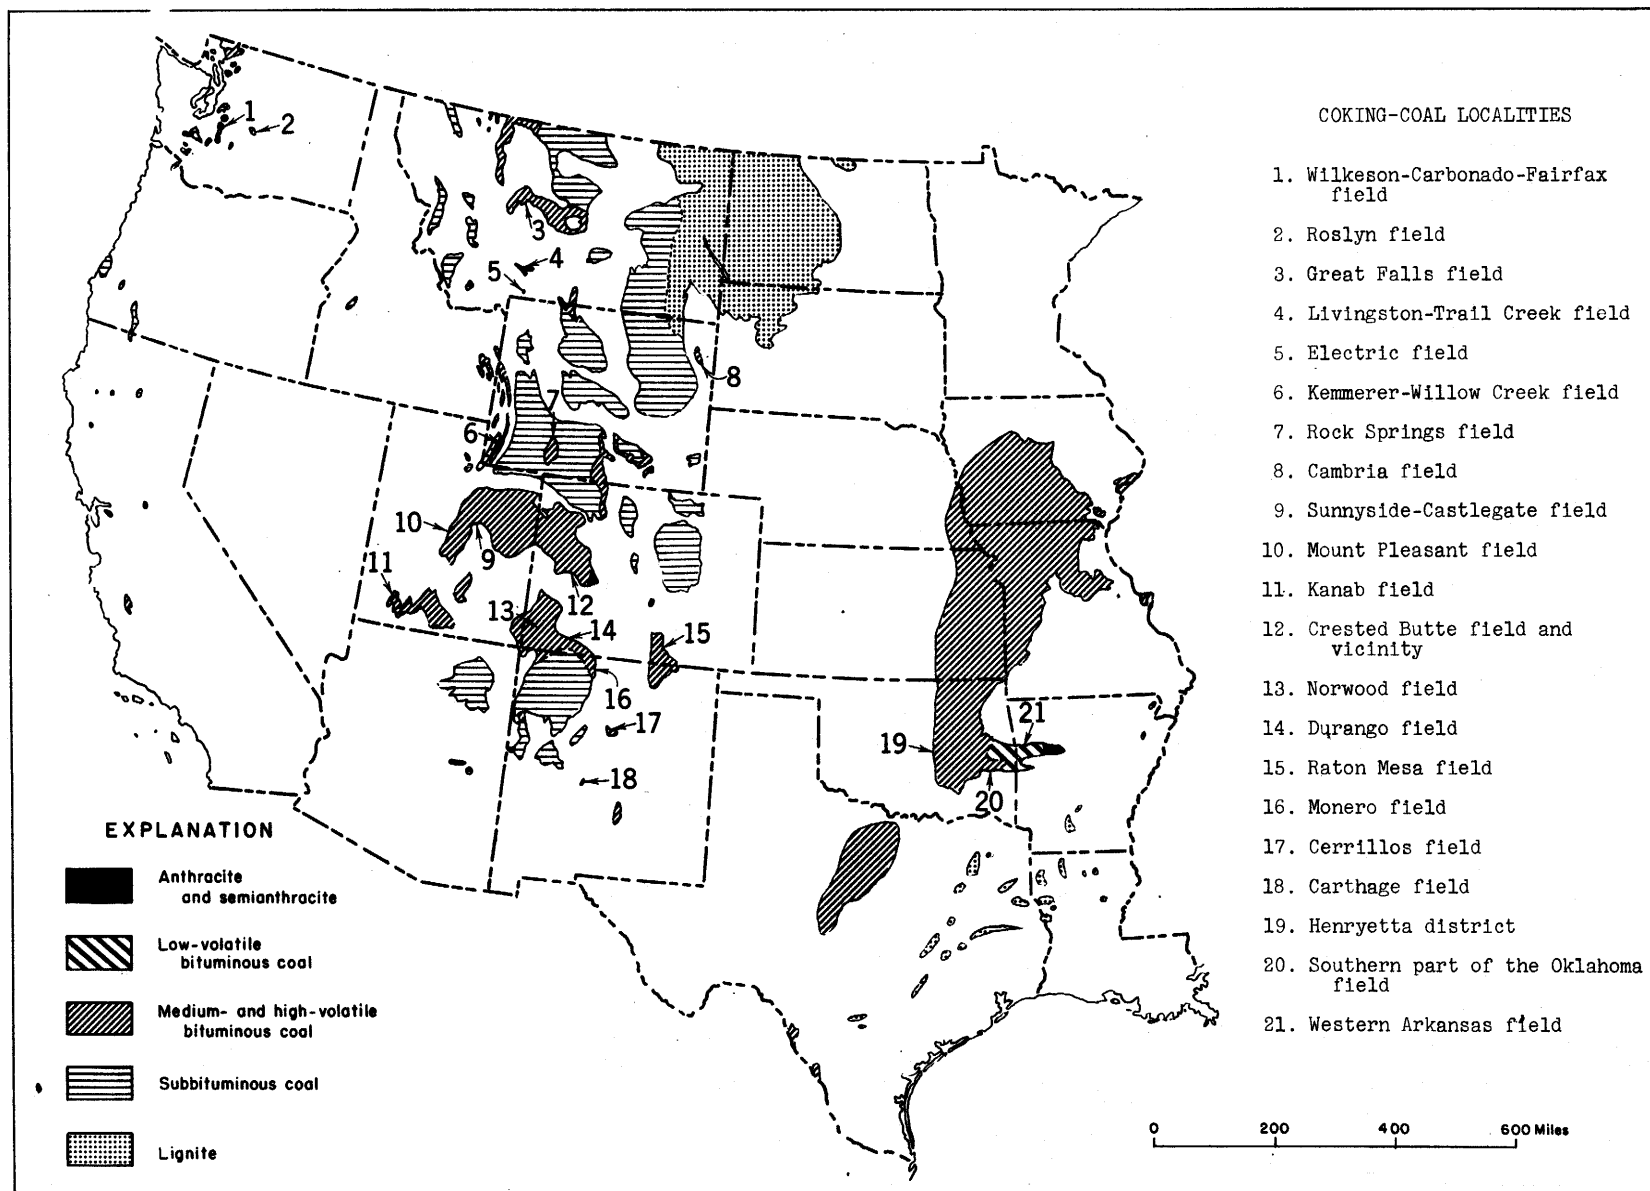 COKING-COAL LOCALITIES
1. Wilkeson-Carbonado-Fairfax
field
2. Roslyn field
3. Great Falls field
4. Livingston-Trail Creek field
5. Electric field
6. Kemmerer-Willow Creek field
7. Rock Springs field
8. Cambria field
9. Sunnyside-Castlegate field
10. Mount Pleasant field
11. Kanab field
12. Crested Butte field and
vicinity
13. Norwood field
14. Durango field
15. Raton Mesa field
16. Monero field
17. Cerrillos field
18. Carthage field
19. Henryetta district
20. Southern part of the Oklahoma
field
21. Western Arkansas field
1
2
3
4
5
6
7
8
9
10
11
12
13
14
15
16
17
18
19
20
21
EXPLANATION
Anthracite
and semianthracite
Low-volatile
bituminous coal
Medium- and high-volatile
bituminous coal
Subbituminous coal
Lignite
0 200 400 600 Miles